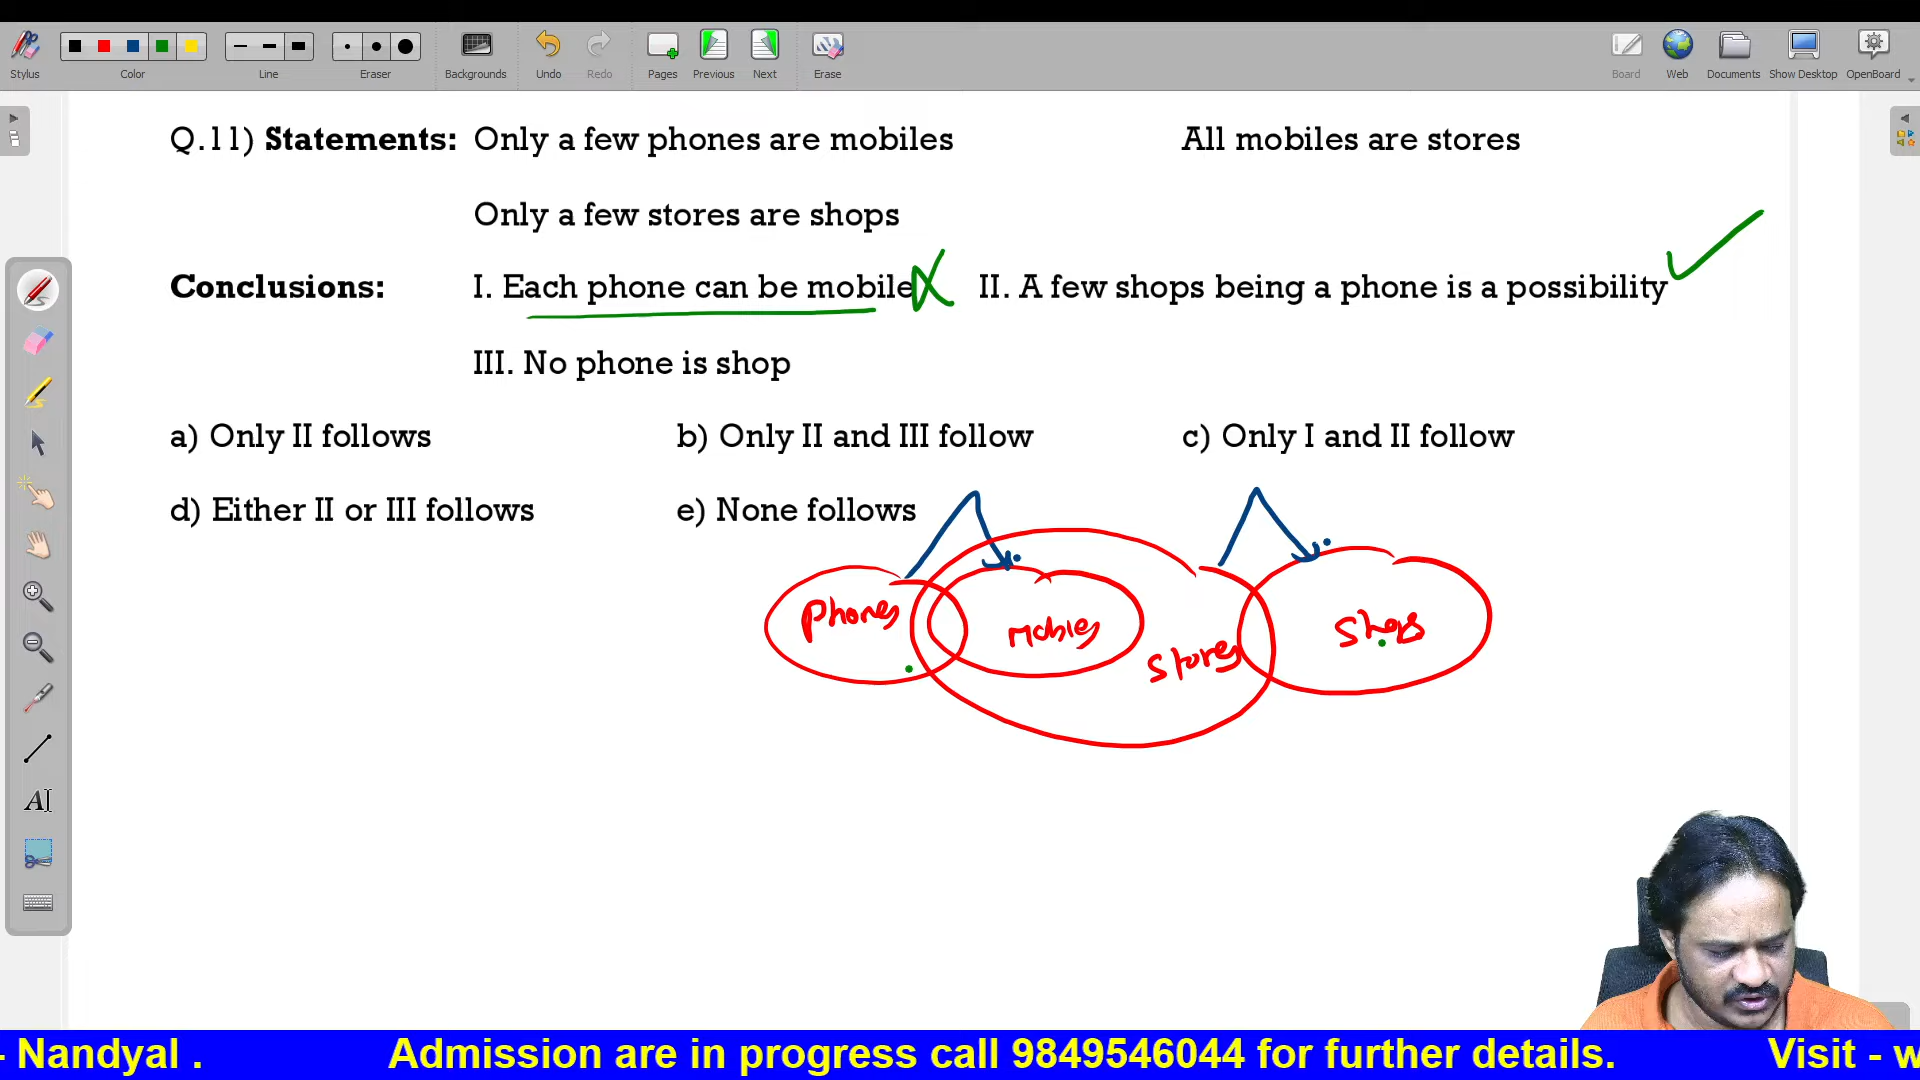 Stylus Color Line Eraser Backgrounds Undo Redo Pages Previous Next Erase Board Web Documents Show Desktop OpenBoard
Q.11) Statements: Only a few phones are mobiles All mobiles are stores
Only a few stores are shops
Conclusions: I. Each phone can be mobile II. A few shops being a phone is a possibility
III. No phone is shop
a) Only II follows b) Only II and III follow c) Only I and II follow
d) Either II or III follows e) None follows
Phones Mobiles Stores Shops
- Nandyal . Admission are in progress call 9849546044 for further details. Visit - w